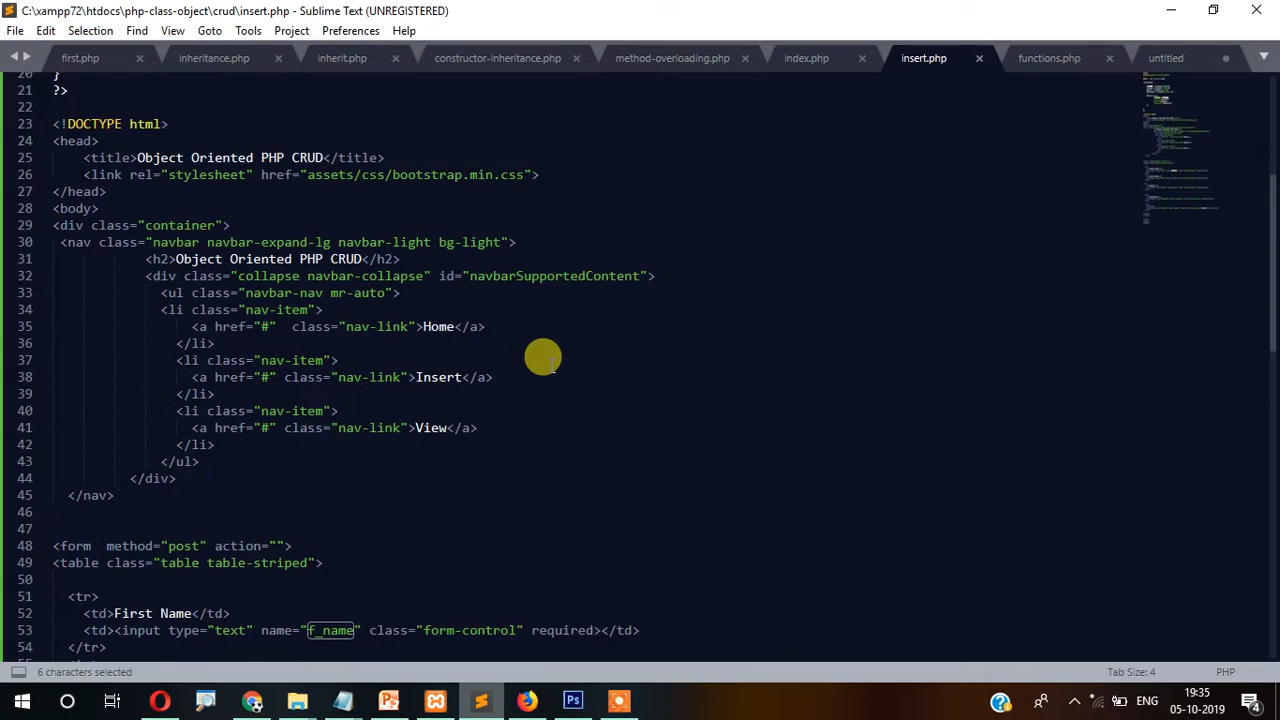 C:\xampp72\htdocs\php-class-object\crud\insert.php - Sublime Text (UNREGISTERED)
File Edit Selection Find View Goto Tools Project Preferences Help
first.php inheritance.php inherit.php constructor-inheritance.php method-overloading.php index.php insert.php functions.php untitled
20 }
21 ?>
22
23 <!DOCTYPE html>
24 <head>
25 <title>Object Oriented PHP CRUD</title>
26 <link rel="stylesheet" href="assets/css/bootstrap.min.css">
27 </head>
28 <body>
29 <div class="container">
30 <nav class="navbar navbar-expand-lg navbar-light bg-light">
31 <h2>Object Oriented PHP CRUD</h2>
32 <div class="collapse navbar-collapse" id="navbarSupportedContent">
33 <ul class="navbar-nav mr-auto">
34 <li class="nav-item">
35 <a href="#"  class="nav-link">Home</a>
36 </li>
37 <li class="nav-item">
38 <a href="#" class="nav-link">Insert</a>
39 </li>
40 <li class="nav-item">
41 <a href="#" class="nav-link">View</a>
42 </li>
43 </ul>
44 </div>
45 </nav>
46
47
48 <form  method="post" action="">
49 <table class="table table-striped">
50
51 <tr>
52 <td>First Name</td>
53 <td><input type="text" name="f_name" class="form-control" required></td>
54 </tr>
6 characters selected Tab Size: 4 PHP
ENG 19:35
05-10-2019 4